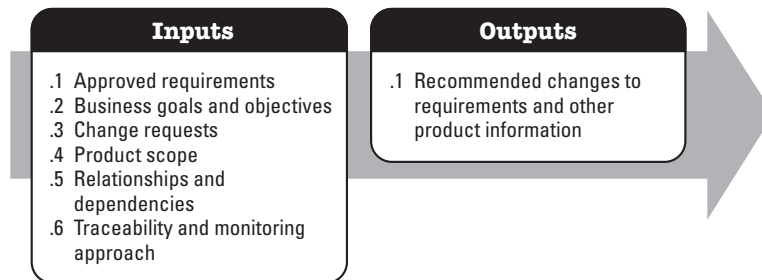 Inputs
.1 Approved requirements
.2 Business goals and objectives
.3 Change requests
.4 Product scope
.5 Relationships and
dependencies
.6 Traceability and monitoring
approach
Outputs
.1 Recommended changes to
requirements and other
product information